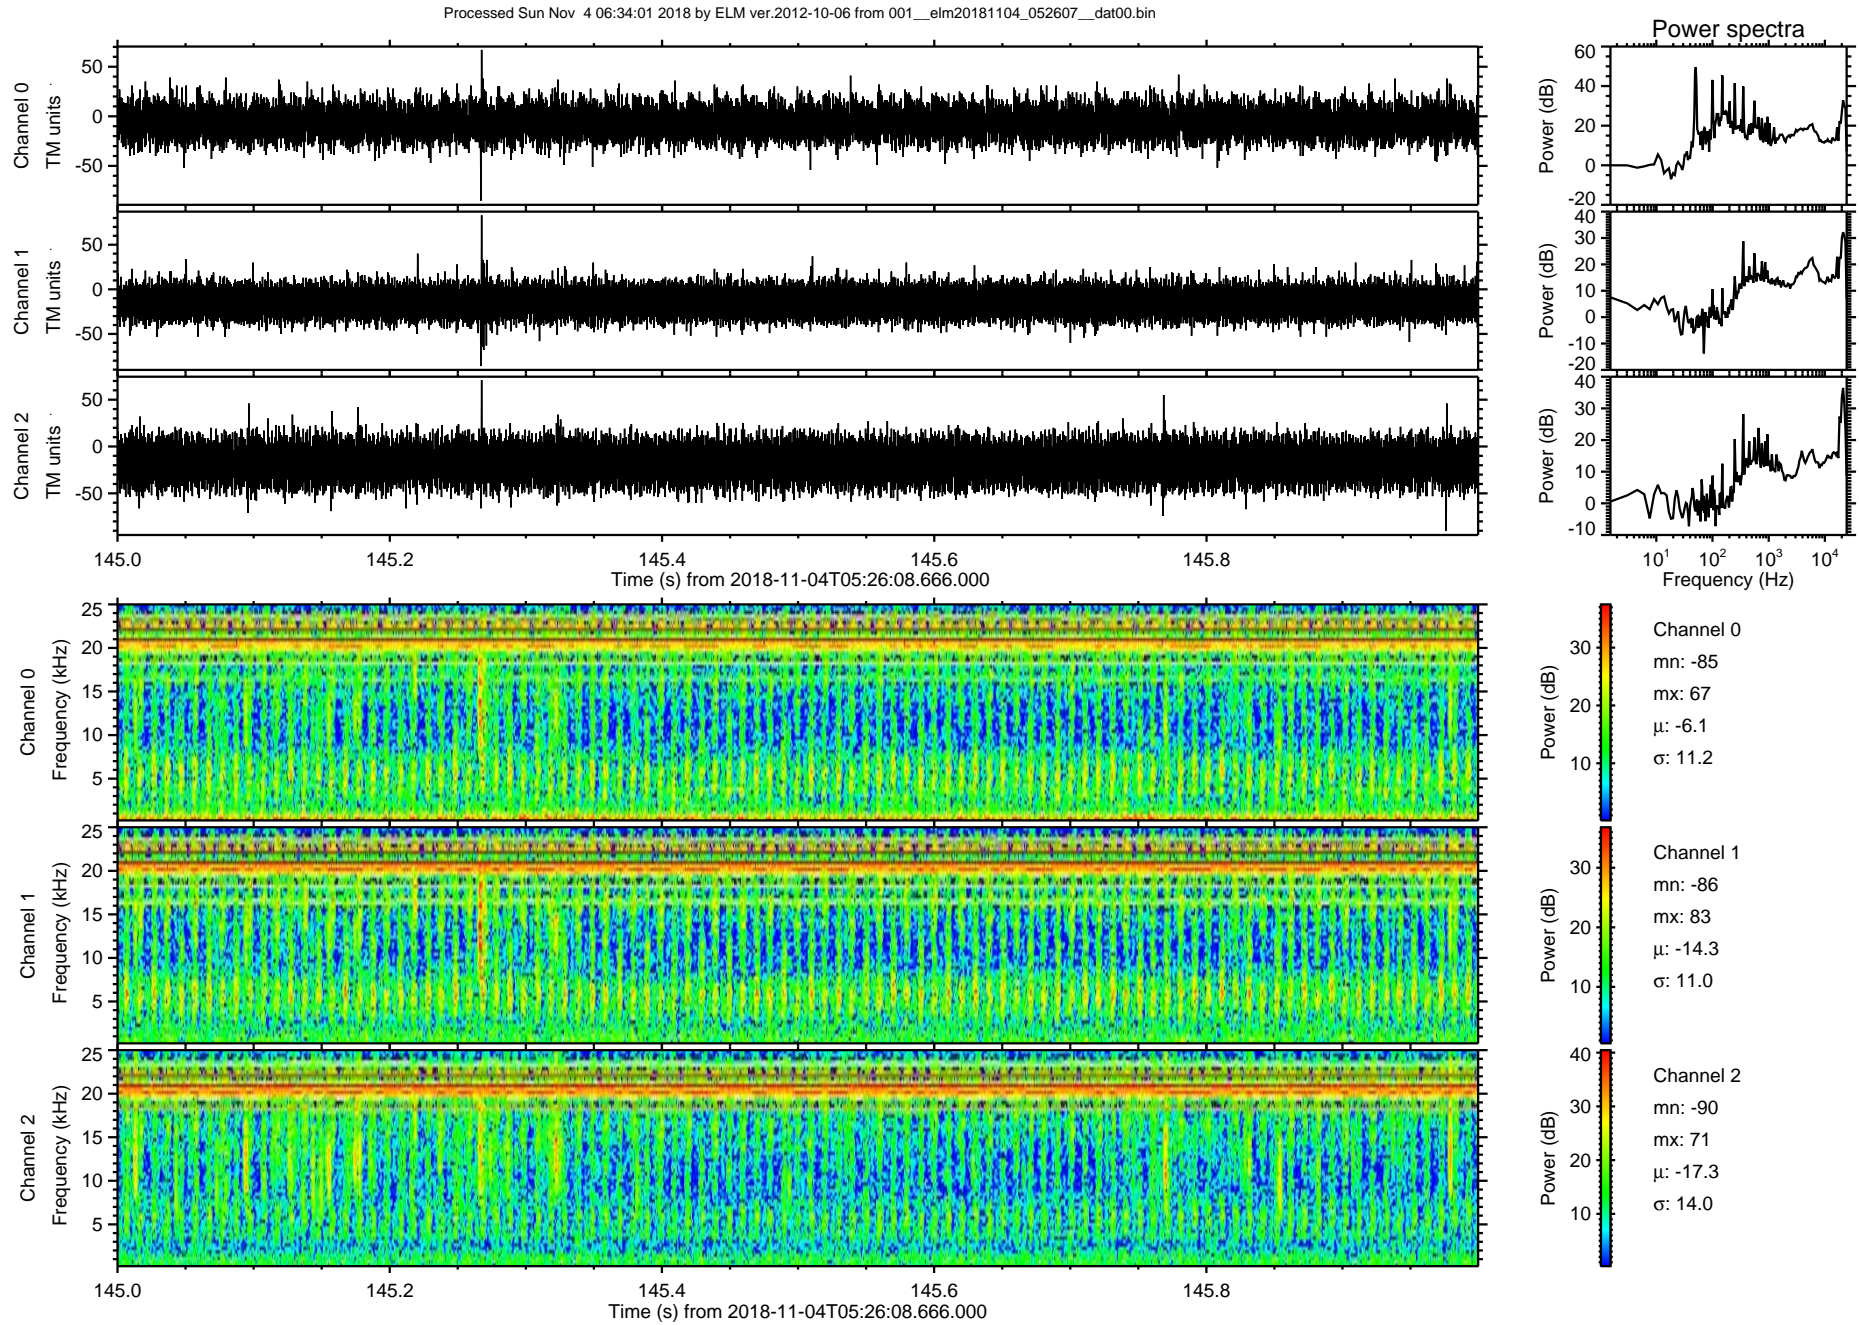 Processed Sun Nov  4 06:34:01 2018 by ELM ver.2012-10-06 from 001__elm20181104_052607__dat00.bin
Power spectra
Channel 0
TM units
50
0
-50
Power (dB)
60
40
20
0
-20
Channel 1
TM units
50
0
-50
Power (dB)
40
30
20
10
0
-10
-20
Channel 2
TM units
50
0
-50
Power (dB)
40
30
20
10
0
-10
145.0 145.2 145.4 145.6 145.8
Time (s) from 2018-11-04T05:26:08.666.000
10¹ 10² 10³ 10⁴
Frequency (Hz)
Channel 0
Frequency (kHz)
25
20
15
10
5
Power (dB)
30
20
10
Channel 0
mn: -85
mx: 67
μ: -6.1
σ: 11.2
Channel 1
Frequency (kHz)
25
20
15
10
5
Power (dB)
30
20
10
Channel 1
mn: -86
mx: 83
μ: -14.3
σ: 11.0
Channel 2
Frequency (kHz)
25
20
15
10
5
Power (dB)
40
30
20
10
Channel 2
mn: -90
mx: 71
μ: -17.3
σ: 14.0
145.0 145.2 145.4 145.6 145.8
Time (s) from 2018-11-04T05:26:08.666.000